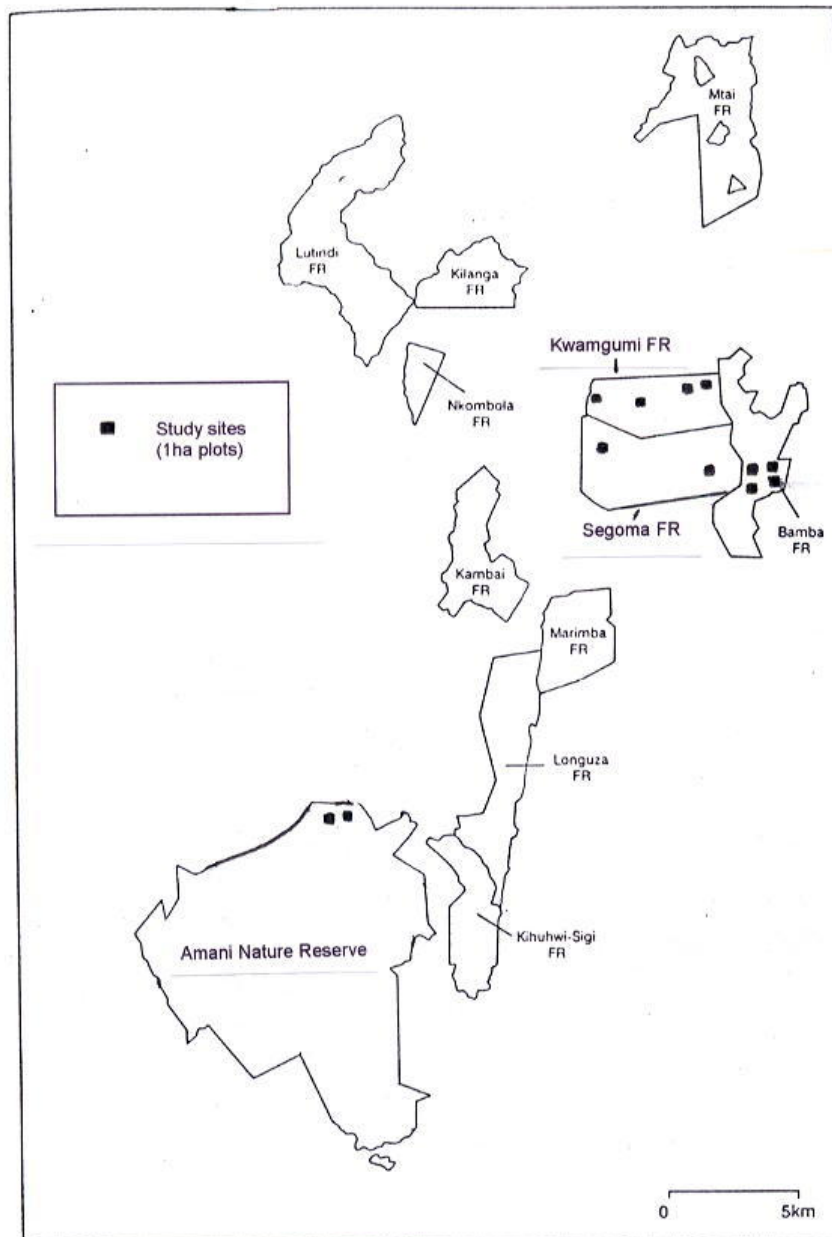 Mtai
FR
Lutindi
FR
Kilanga
FR
Kwamgumi FR
Nkombola
FR
Study sites
(1ha plots)
Segoma FR
Bamba
FR
Kambai
FR
Marimba
FR
Longuza
FR
Kihuhwi-Sigi
FR
Amani Nature Reserve
0 5km